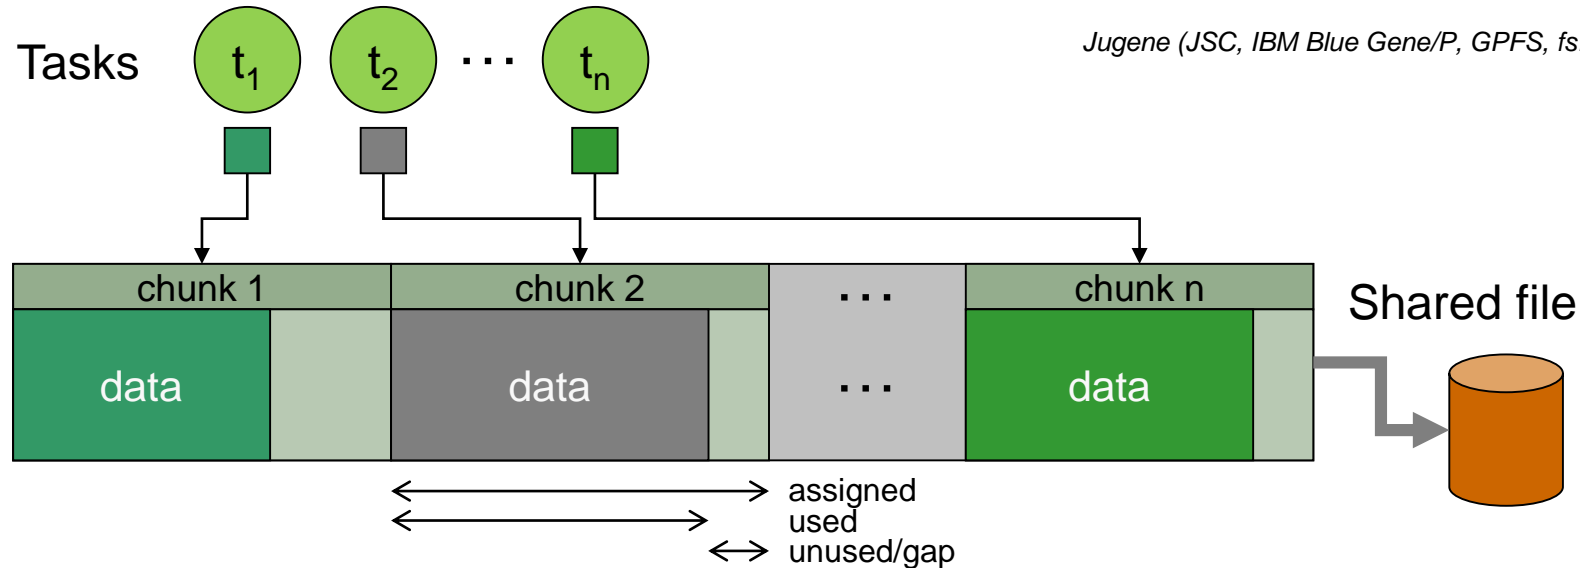 Jugene (JSC, IBM Blue Gene/P, GPFS, fs
Tasks t1 t2 ... tn
chunk 1 chunk 2 ... chunk n
Shared file
data data ... data
assigned
used
unused/gap